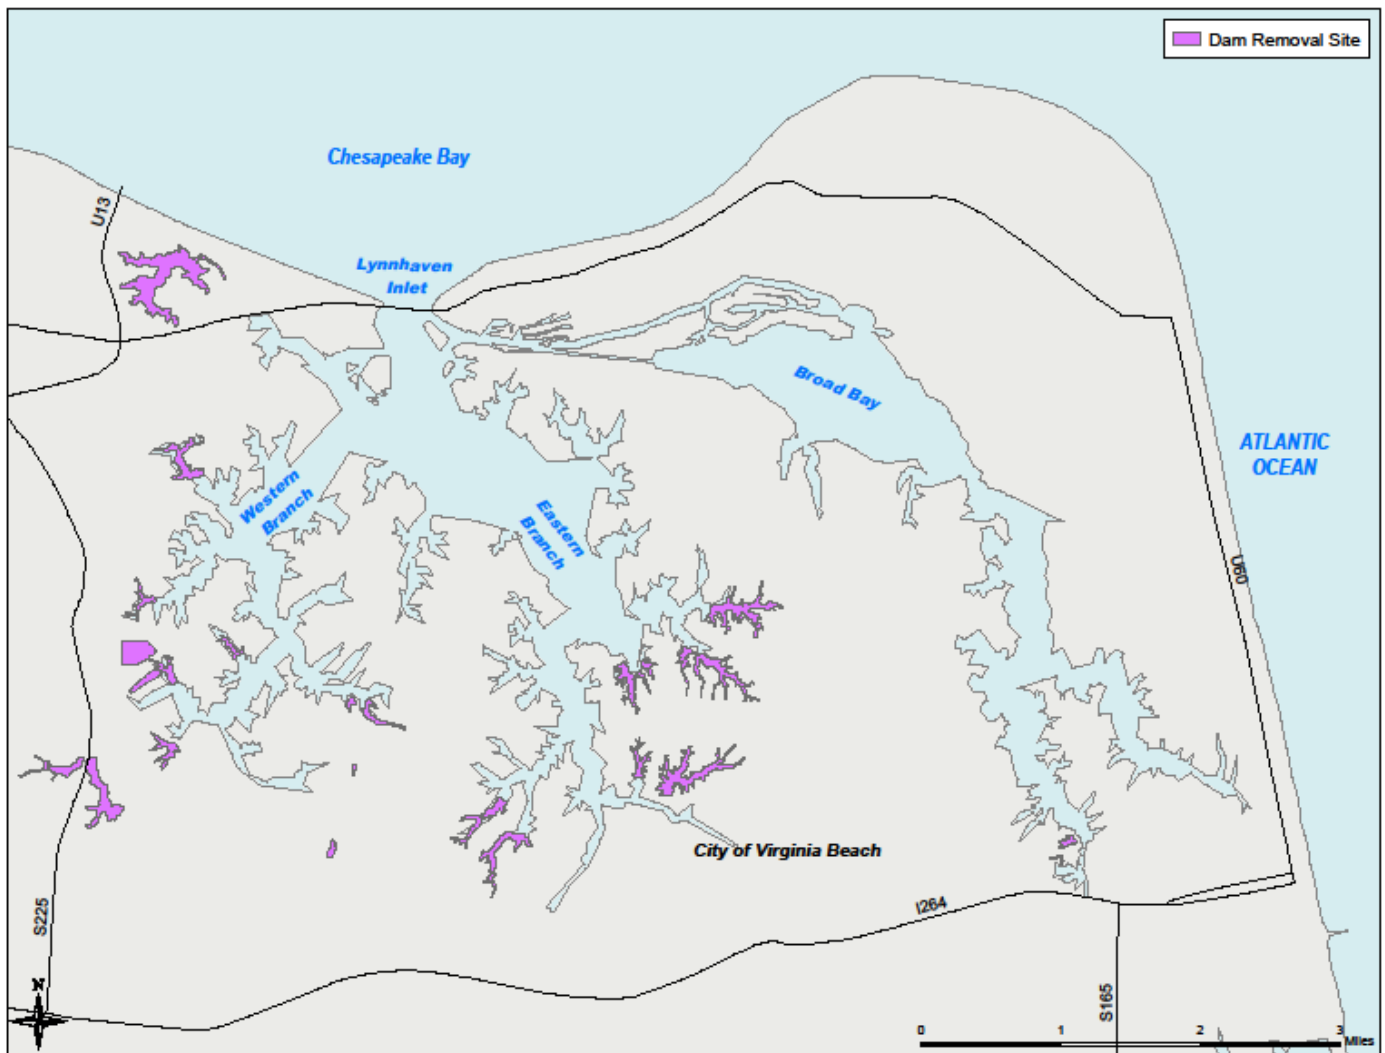 Dam Removal Site
Chesapeake Bay
U13
Lynnhaven
Inlet
Broad Bay
ATLANTIC
OCEAN
Western
Branch
Eastern
Branch
U60
City of Virginia Beach
I264
S225
S165
N
0 1 2 3
Miles